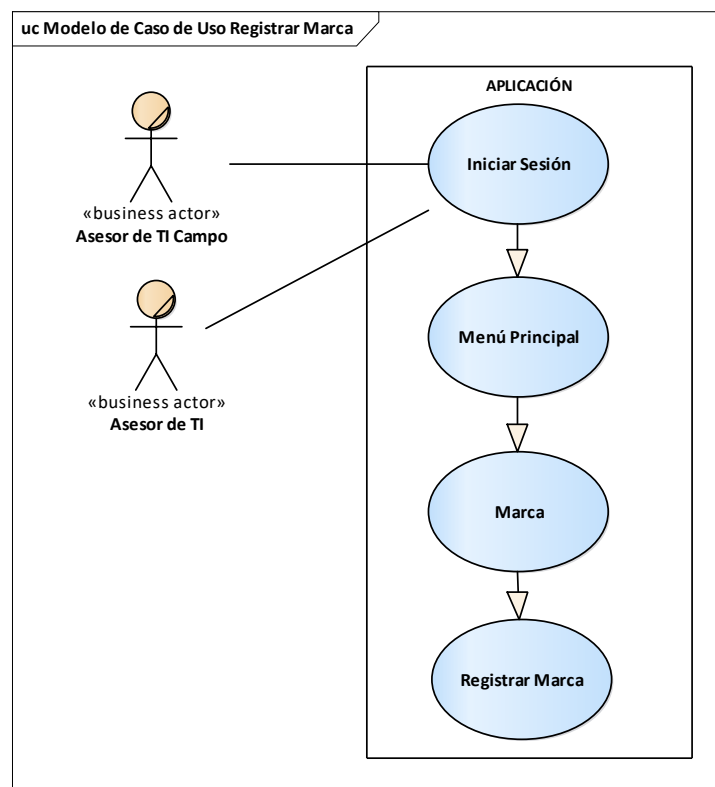 uc Modelo de Caso de Uso Registrar Marca
APLICACIÓN
Iniciar Sesión
«business actor»
Asesor de TI Campo
Menú Principal
«business actor»
Asesor de TI
Marca
Registrar Marca